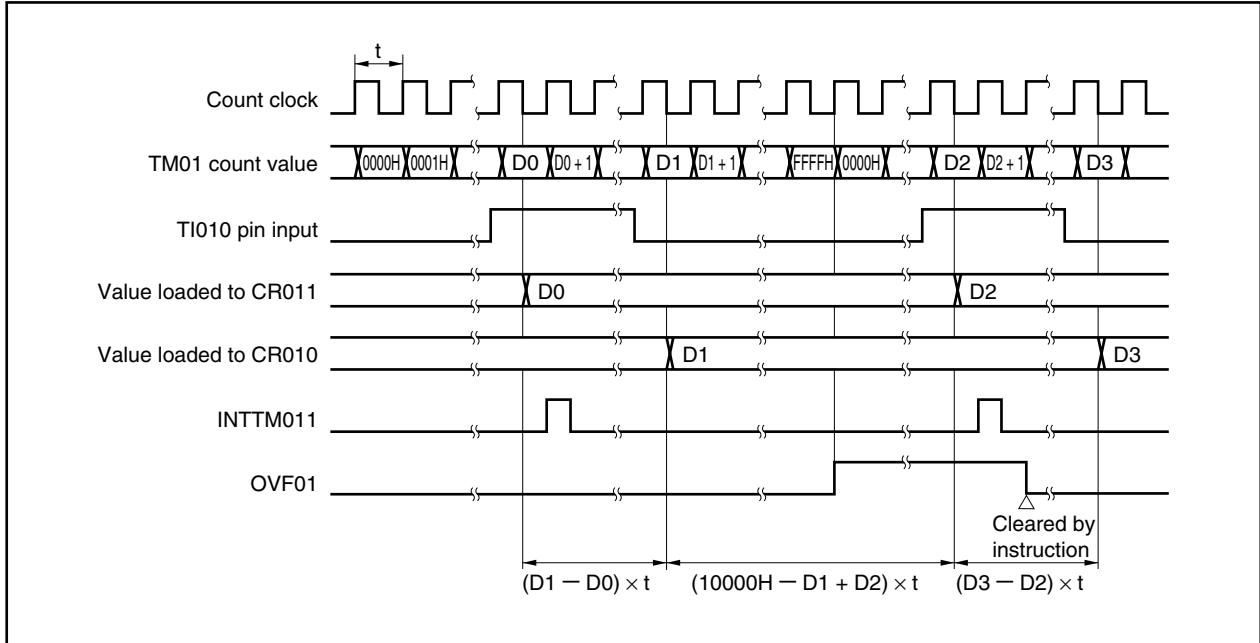 t
Count clock
TM01 count value 0000H 0001H D0 D0 + 1 D1 D1 + 1 FFFFH 0000H D2 D2 + 1 D3
TI010 pin input
Value loaded to CR011 D0 D2
Value loaded to CR010 D1 D3
INTTM011
OVF01
Cleared by
instruction
(D1 − D0) × t (10000H − D1 + D2) × t (D3 − D2) × t